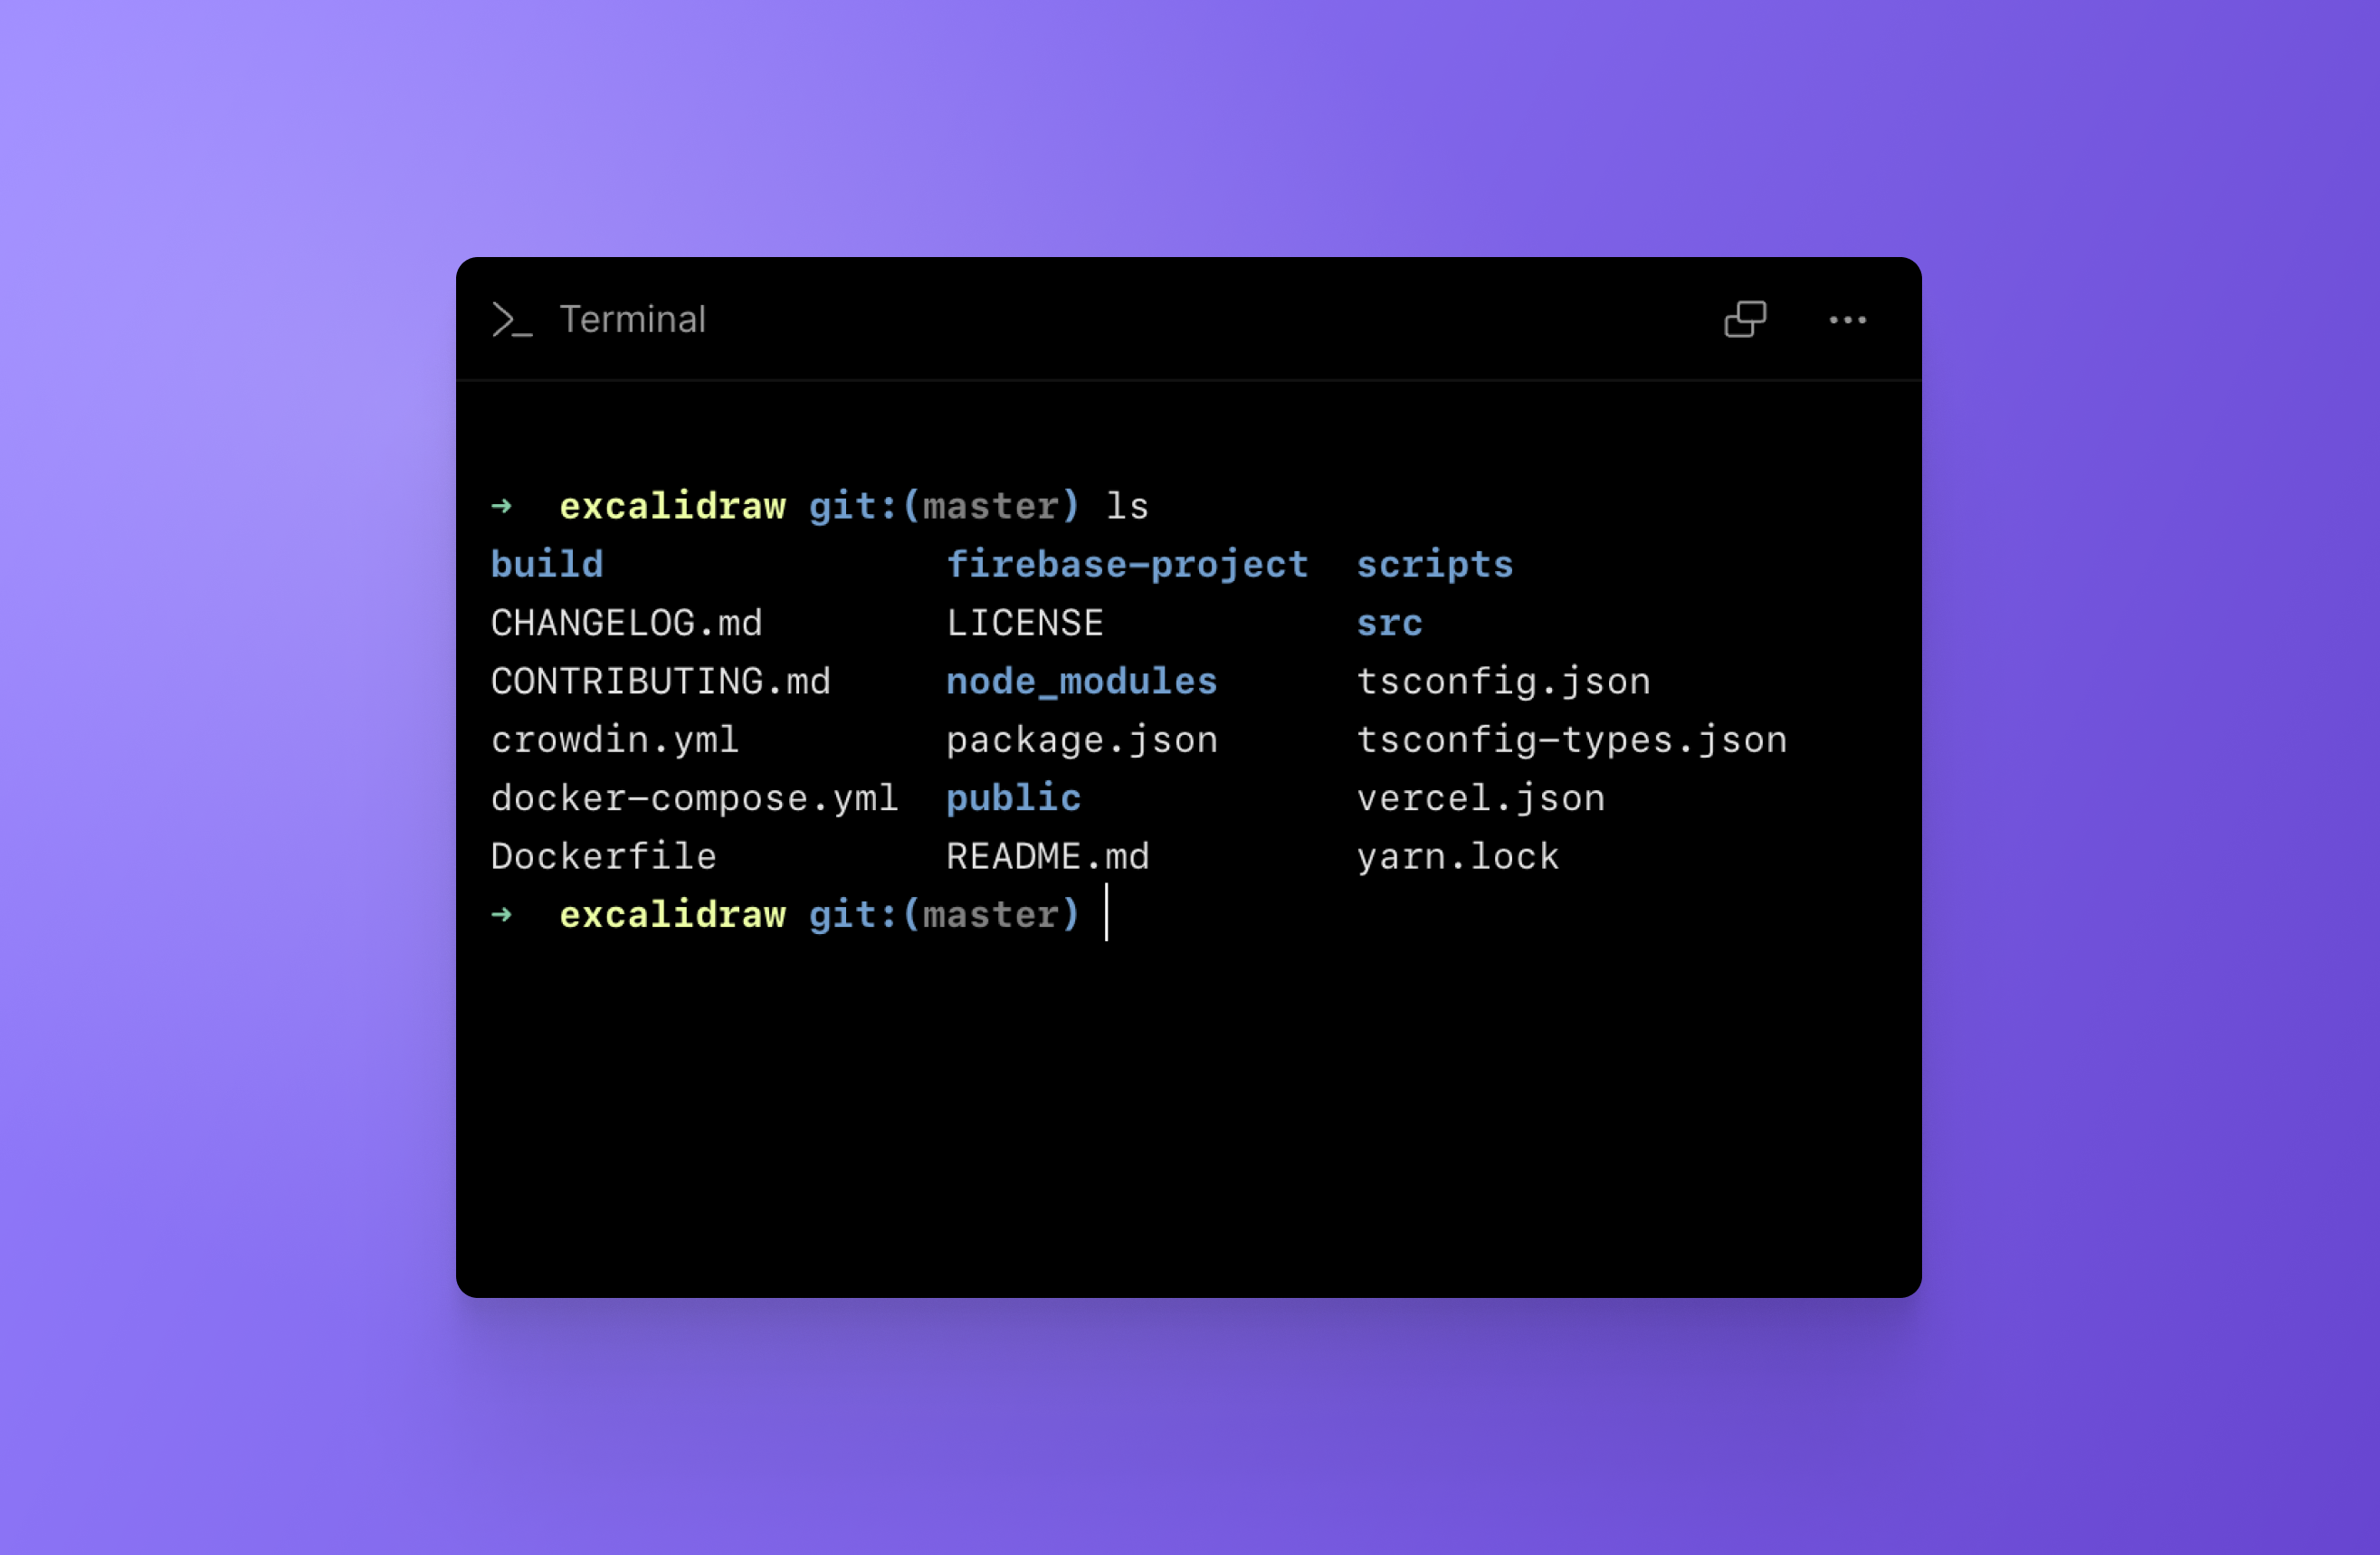 Terminal
➜  excalidraw git:(master) ls
build               firebase-project  scripts
CHANGELOG.md        LICENSE           src
CONTRIBUTING.md     node_modules      tsconfig.json
crowdin.yml         package.json      tsconfig-types.json
docker-compose.yml  public            vercel.json
Dockerfile          README.md         yarn.lock
➜  excalidraw git:(master)